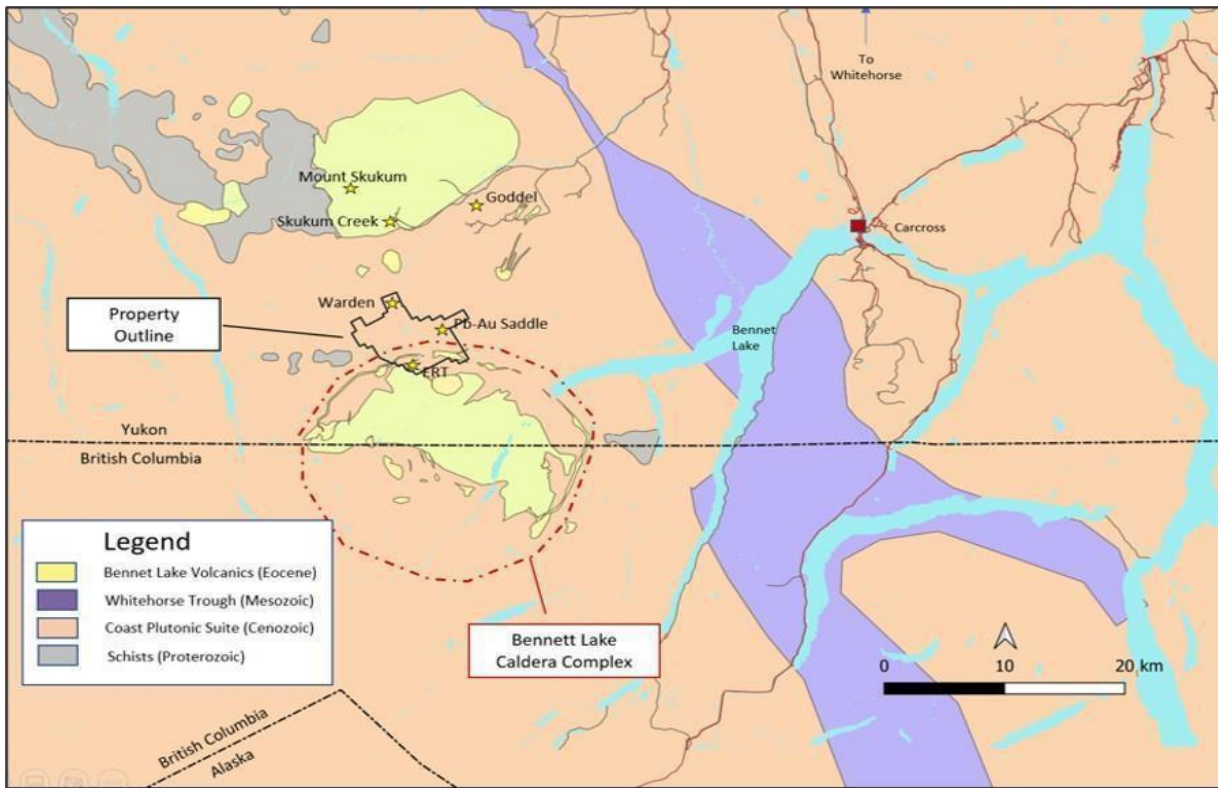 To
Whitehorse
Mount Skukum
Goddel
Skukum Creek
Carcross
Warden
Property
Outline
Pb-Au Saddle
Bennet
Lake
ERT
Yukon
British Columbia
Legend
Bennet Lake Volcanics (Eocene)
Whitehorse Trough (Mesozoic)
Coast Plutonic Suite (Cenozoic)
Schists (Proterozoic)
Bennett Lake
Caldera Complex
0 10 20 km
British Columbia
Alaska